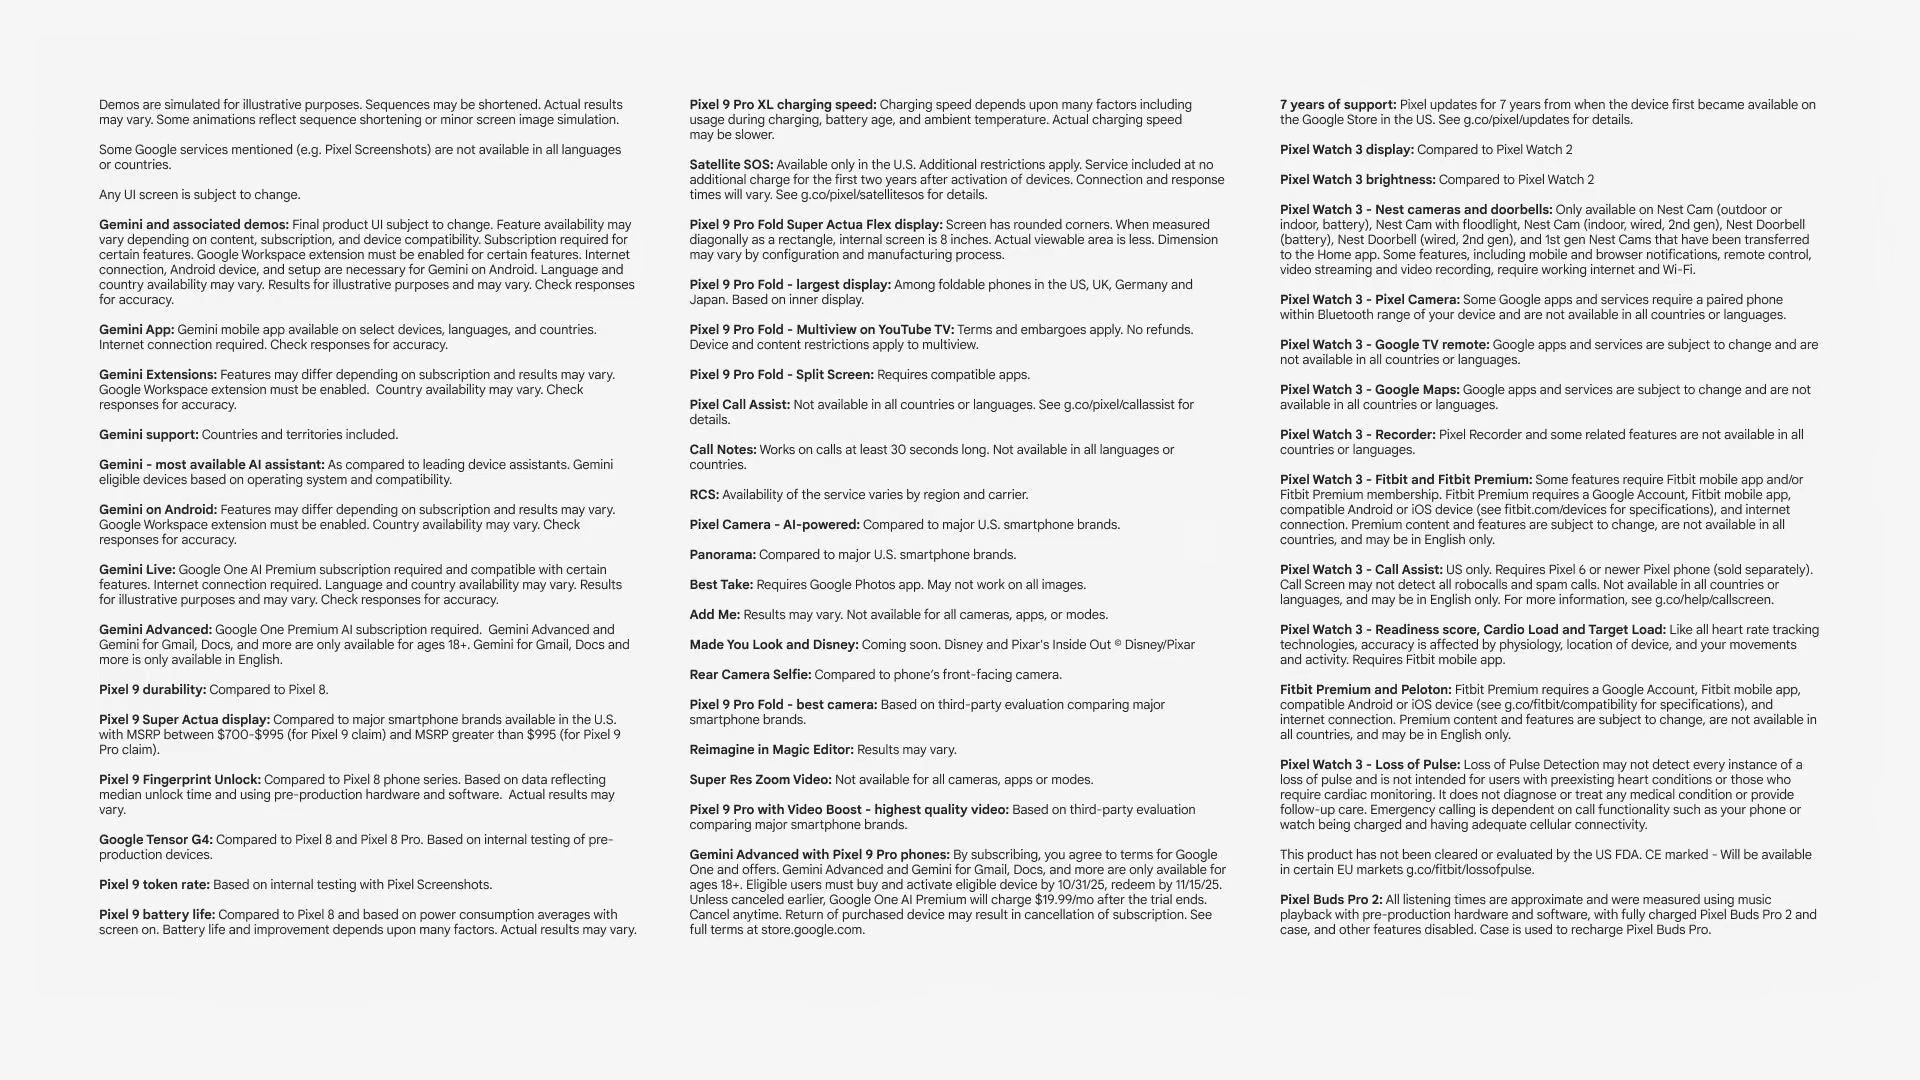 Demos are simulated for illustrative purposes. Sequences may be shortened. Actual results
may vary. Some animations reflect sequence shortening or minor screen image simulation.
Some Google services mentioned (e.g. Pixel Screenshots) are not available in all languages
or countries.
Any UI screen is subject to change.
Gemini and associated demos: Final product UI subject to change. Feature availability may
vary depending on content, subscription, and device compatibility. Subscription required for
certain features. Google Workspace extension must be enabled for certain features. Internet
connection, Android device, and setup are necessary for Gemini on Android. Language and
country availability may vary. Results for illustrative purposes and may vary. Check responses
for accuracy.
Gemini App: Gemini mobile app available on select devices, languages, and countries.
Internet connection required. Check responses for accuracy.
Gemini Extensions: Features may differ depending on subscription and results may vary.
Google Workspace extension must be enabled.  Country availability may vary. Check
responses for accuracy.
Gemini support: Countries and territories included.
Gemini - most available AI assistant: As compared to leading device assistants. Gemini
eligible devices based on operating system and compatibility.
Gemini on Android: Features may differ depending on subscription and results may vary.
Google Workspace extension must be enabled. Country availability may vary. Check
responses for accuracy.
Gemini Live: Google One AI Premium subscription required and compatible with certain
features. Internet connection required. Language and country availability may vary. Results
for illustrative purposes and may vary. Check responses for accuracy.
Gemini Advanced: Google One Premium AI subscription required.  Gemini Advanced and
Gemini for Gmail, Docs, and more are only available for ages 18+. Gemini for Gmail, Docs and
more is only available in English.
Pixel 9 durability: Compared to Pixel 8.
Pixel 9 Super Actua display: Compared to major smartphone brands available in the U.S.
with MSRP between $700-$995 (for Pixel 9 claim) and MSRP greater than $995 (for Pixel 9
Pro claim).
Pixel 9 Fingerprint Unlock: Compared to Pixel 8 phone series. Based on data reflecting
median unlock time and using pre-production hardware and software.  Actual results may
vary.
Google Tensor G4: Compared to Pixel 8 and Pixel 8 Pro. Based on internal testing of pre-
production devices.
Pixel 9 token rate: Based on internal testing with Pixel Screenshots.
Pixel 9 battery life: Compared to Pixel 8 and based on power consumption averages with
screen on. Battery life and improvement depends upon many factors. Actual results may vary.
Pixel 9 Pro XL charging speed: Charging speed depends upon many factors including
usage during charging, battery age, and ambient temperature. Actual charging speed
may be slower.
Satellite SOS: Available only in the U.S. Additional restrictions apply. Service included at no
additional charge for the first two years after activation of devices. Connection and response
times will vary. See g.co/pixel/satellitesos for details.
Pixel 9 Pro Fold Super Actua Flex display: Screen has rounded corners. When measured
diagonally as a rectangle, internal screen is 8 inches. Actual viewable area is less. Dimension
may vary by configuration and manufacturing process.
Pixel 9 Pro Fold - largest display: Among foldable phones in the US, UK, Germany and
Japan. Based on inner display.
Pixel 9 Pro Fold - Multiview on YouTube TV: Terms and embargoes apply. No refunds.
Device and content restrictions apply to multiview.
Pixel 9 Pro Fold - Split Screen: Requires compatible apps.
Pixel Call Assist: Not available in all countries or languages. See g.co/pixel/callassist for
details.
Call Notes: Works on calls at least 30 seconds long. Not available in all languages or
countries.
RCS: Availability of the service varies by region and carrier.
Pixel Camera - AI-powered: Compared to major U.S. smartphone brands.
Panorama: Compared to major U.S. smartphone brands.
Best Take: Requires Google Photos app. May not work on all images.
Add Me: Results may vary. Not available for all cameras, apps, or modes.
Made You Look and Disney: Coming soon. Disney and Pixar's Inside Out © Disney/Pixar
Rear Camera Selfie: Compared to phone's front-facing camera.
Pixel 9 Pro Fold - best camera: Based on third-party evaluation comparing major
smartphone brands.
Reimagine in Magic Editor: Results may vary.
Super Res Zoom Video: Not available for all cameras, apps or modes.
Pixel 9 Pro with Video Boost - highest quality video: Based on third-party evaluation
comparing major smartphone brands.
Gemini Advanced with Pixel 9 Pro phones: By subscribing, you agree to terms for Google
One and offers. Gemini Advanced and Gemini for Gmail, Docs, and more are only available for
ages 18+. Eligible users must buy and activate eligible device by 10/31/25, redeem by 11/15/25.
Unless canceled earlier, Google One AI Premium will charge $19.99/mo after the trial ends.
Cancel anytime. Return of purchased device may result in cancellation of subscription. See
full terms at store.google.com.
7 years of support: Pixel updates for 7 years from when the device first became available on
the Google Store in the US. See g.co/pixel/updates for details.
Pixel Watch 3 display: Compared to Pixel Watch 2
Pixel Watch 3 brightness: Compared to Pixel Watch 2
Pixel Watch 3 - Nest cameras and doorbells: Only available on Nest Cam (outdoor or
indoor, battery), Nest Cam with floodlight, Nest Cam (indoor, wired, 2nd gen), Nest Doorbell
(battery), Nest Doorbell (wired, 2nd gen), and 1st gen Nest Cams that have been transferred
to the Home app. Some features, including mobile and browser notifications, remote control,
video streaming and video recording, require working internet and Wi-Fi.
Pixel Watch 3 - Pixel Camera: Some Google apps and services require a paired phone
within Bluetooth range of your device and are not available in all countries or languages.
Pixel Watch 3 - Google TV remote: Google apps and services are subject to change and are
not available in all countries or languages.
Pixel Watch 3 - Google Maps: Google apps and services are subject to change and are not
available in all countries or languages.
Pixel Watch 3 - Recorder: Pixel Recorder and some related features are not available in all
countries or languages.
Pixel Watch 3 - Fitbit and Fitbit Premium: Some features require Fitbit mobile app and/or
Fitbit Premium membership. Fitbit Premium requires a Google Account, Fitbit mobile app,
compatible Android or iOS device (see fitbit.com/devices for specifications), and internet
connection. Premium content and features are subject to change, are not available in all
countries, and may be in English only.
Pixel Watch 3 - Call Assist: US only. Requires Pixel 6 or newer Pixel phone (sold separately).
Call Screen may not detect all robocalls and spam calls. Not available in all countries or
languages, and may be in English only. For more information, see g.co/help/callscreen.
Pixel Watch 3 - Readiness score, Cardio Load and Target Load: Like all heart rate tracking
technologies, accuracy is affected by physiology, location of device, and your movements
and activity. Requires Fitbit mobile app.
Fitbit Premium and Peloton: Fitbit Premium requires a Google Account, Fitbit mobile app,
compatible Android or iOS device (see g.co/fitbit/compatibility for specifications), and
internet connection. Premium content and features are subject to change, are not available in
all countries, and may be in English only.
Pixel Watch 3 - Loss of Pulse: Loss of Pulse Detection may not detect every instance of a
loss of pulse and is not intended for users with preexisting heart conditions or those who
require cardiac monitoring. It does not diagnose or treat any medical condition or provide
follow-up care. Emergency calling is dependent on call functionality such as your phone or
watch being charged and having adequate cellular connectivity.
This product has not been cleared or evaluated by the US FDA. CE marked - Will be available
in certain EU markets g.co/fitbit/lossofpulse.
Pixel Buds Pro 2: All listening times are approximate and were measured using music
playback with pre-production hardware and software, with fully charged Pixel Buds Pro 2 and
case, and other features disabled. Case is used to recharge Pixel Buds Pro.